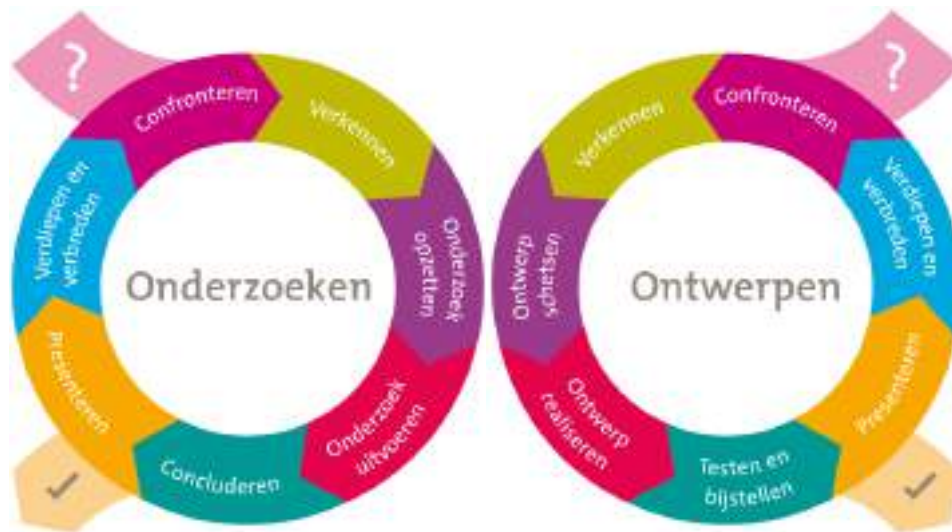 ?
Confronteren
Verkennen
Onderzoek
opzetten
Onderzoek
uitvoeren
Concluderen
Presenteren
Verdiepen en
verbreden
Onderzoeken
?
Confronteren
Verkennen
Ontwerp
schetsen
Ontwerp
realiseren
Testen en
bijstellen
Presenteren
Verdiepen en
verbreden
Ontwerpen